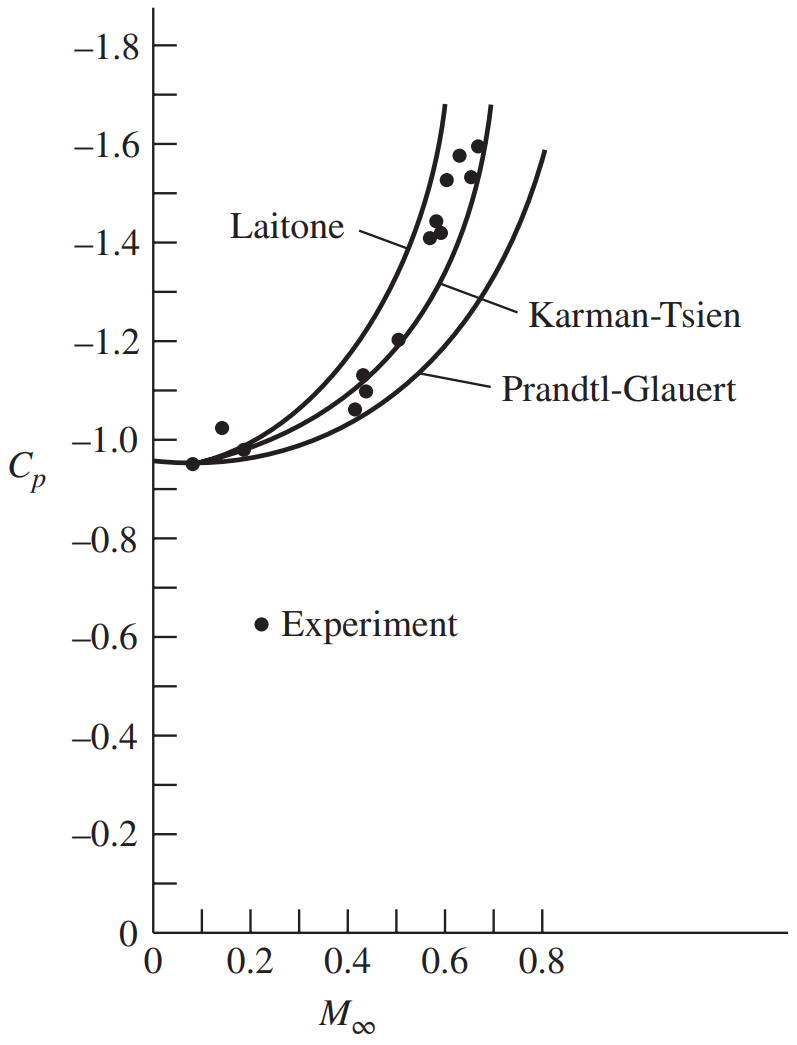 –1.8
–1.6
Laitone
–1.4
Karman-Tsien
–1.2
Prandtl-Glauert
–1.0
C_p
–0.8
Experiment
–0.6
–0.4
–0.2
0
0 0.2 0.4 0.6 0.8
M_∞